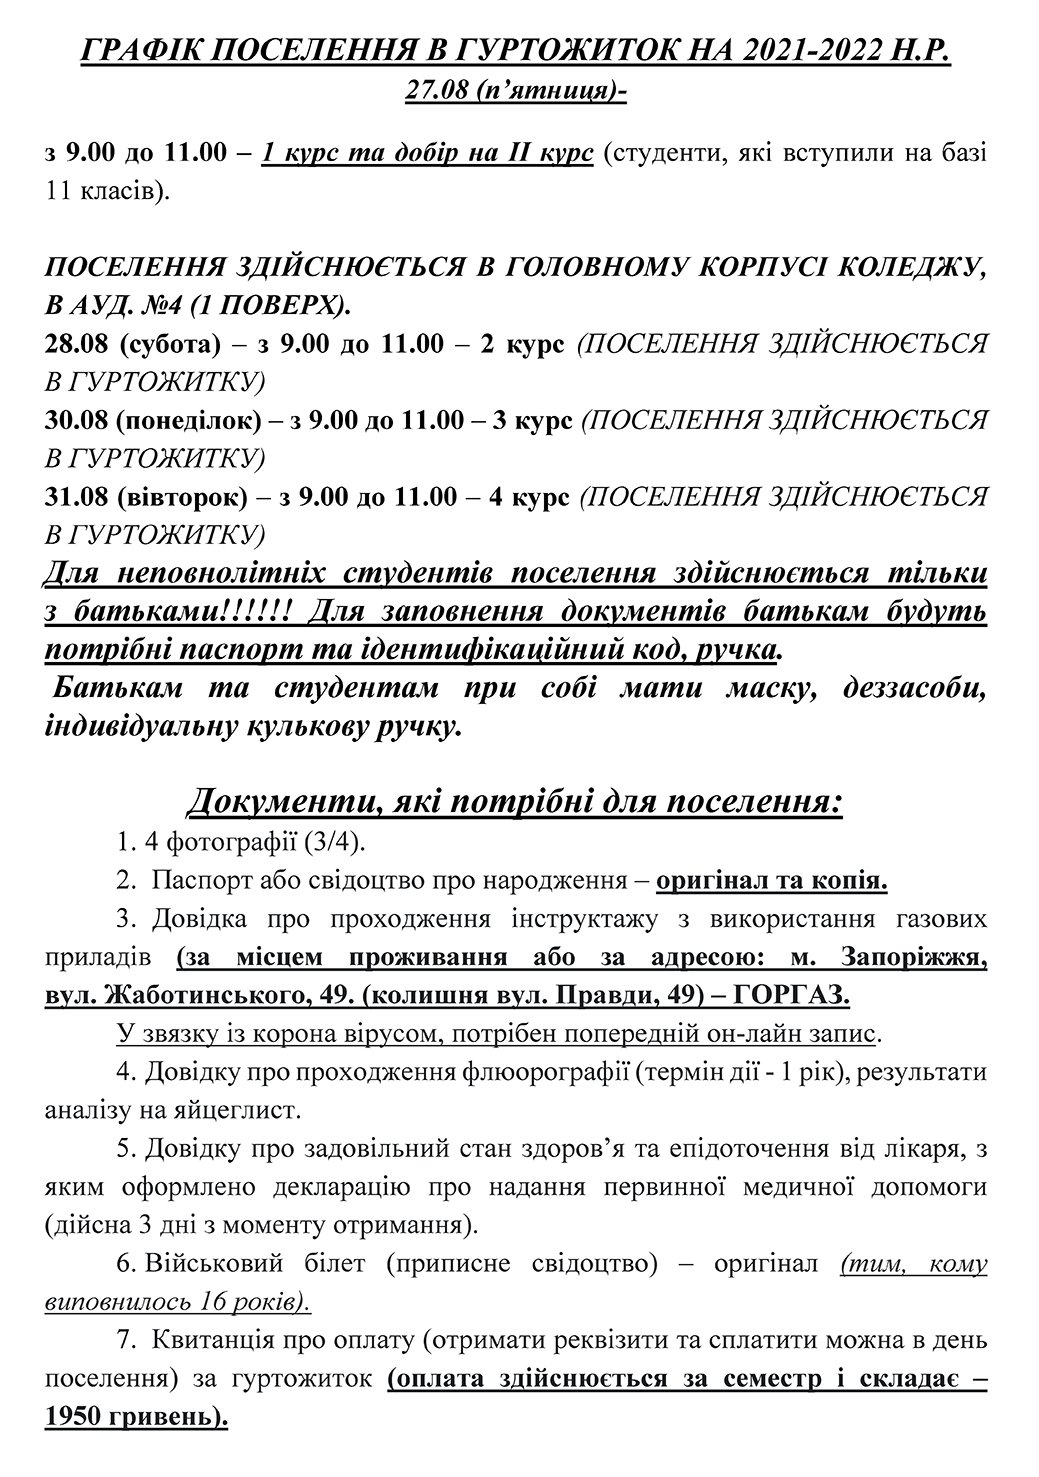 ГРАФІК ПОСЕЛЕННЯ В ГУРТОЖИТОК НА 2021-2022 Н.Р.
27.08 (п’ятниця)-
з 9.00 до 11.00 – 1 курс та добір на ІІ курс (студенти, які вступили на базі
11 класів).
ПОСЕЛЕННЯ ЗДІЙСНЮЄТЬСЯ В ГОЛОВНОМУ КОРПУСІ КОЛЕДЖУ,
В АУД. №4 (1 ПОВЕРХ).
28.08 (субота) – з 9.00 до 11.00 – 2 курс (ПОСЕЛЕННЯ ЗДІЙСНЮЄТЬСЯ
В ГУРТОЖИТКУ)
30.08 (понеділок) – з 9.00 до 11.00 – 3 курс (ПОСЕЛЕННЯ ЗДІЙСНЮЄТЬСЯ
В ГУРТОЖИТКУ)
31.08 (вівторок) – з 9.00 до 11.00 – 4 курс (ПОСЕЛЕННЯ ЗДІЙСНЮЄТЬСЯ
В ГУРТОЖИТКУ)
Для неповнолітніх студентів поселення здійснюється тільки
з батьками!!!!!! Для заповнення документів батькам будуть
потрібні паспорт та ідентифікаційний код, ручка.
Батькам та студентам при собі мати маску, деззасоби,
індивідуальну кулькову ручку.
Документи, які потрібні для поселення:
1. 4 фотографії (3/4).
2. Паспорт або свідоцтво про народження – оригінал та копія.
3. Довідка про проходження інструктажу з використання газових
приладів (за місцем проживання або за адресою: м. Запоріжжя,
вул. Жаботинського, 49. (колишня вул. Правди, 49) – ГОРГАЗ.
У звязку із корона вірусом, потрібен попередній он-лайн запис.
4. Довідку про проходження флюорографії (термін дії - 1 рік), результати
аналізу на яйцеглист.
5. Довідку про задовільний стан здоров’я та епідоточення від лікаря, з
яким оформлено декларацію про надання первинної медичної допомоги
(дійсна 3 дні з моменту отримання).
6. Військовий білет (приписне свідоцтво) – оригінал (тим, кому
виповнилось 16 років).
7. Квитанція про оплату (отримати реквізити та сплатити можна в день
поселення) за гуртожиток (оплата здійснюється за семестр і складає –
1950 гривень).